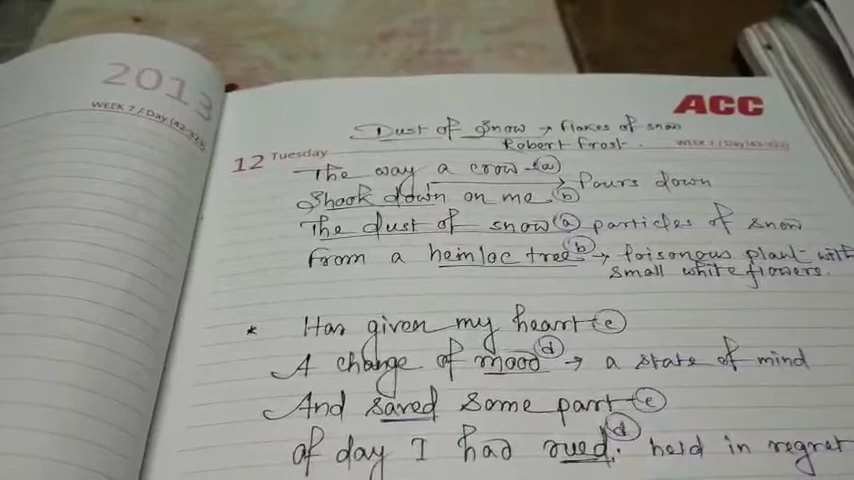 2013
WEEK 7 / Day (42-323)
ACC
12 Tuesday
Dust of Snow → flakes of snow
Robert Frost.
The way a crow (a)
Shook down on me (b) → Pours down
The dust of snow (a) particles of snow
From a hemloc tree (b) → poisonous plant with
small white flowers.
* Has given my heart (c)
A change of mood (d) → a state of mind
And saved some part (c)
of day I had rued. (d) held in regret